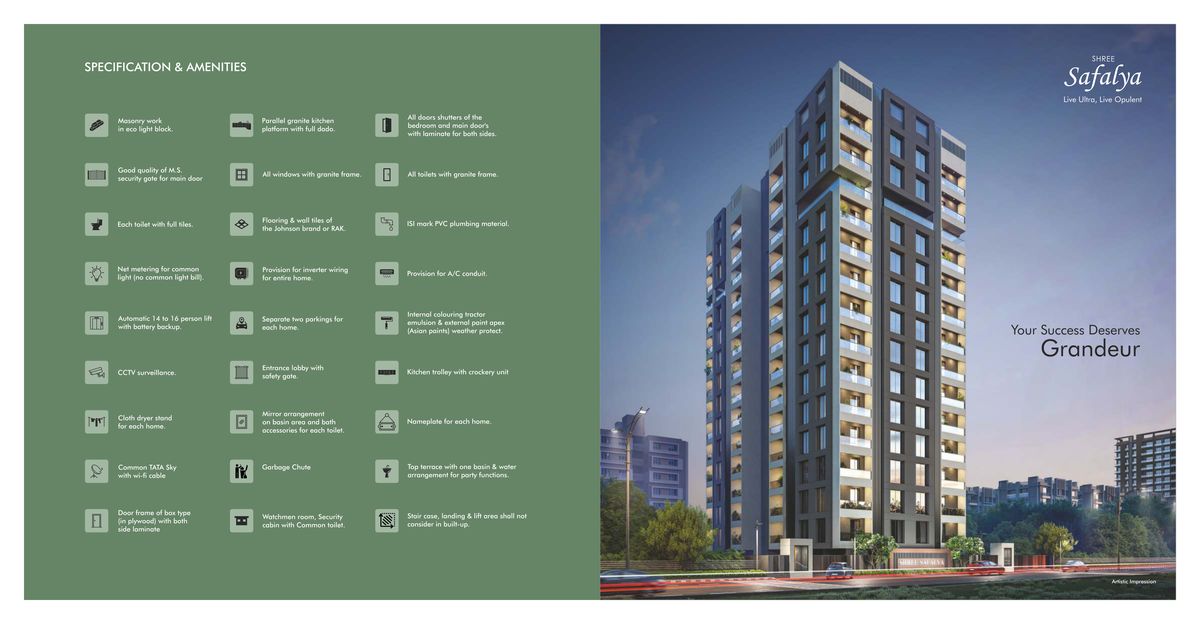 SPECIFICATION & AMENITIES
Masonry work
in eco light block.
Parallel granite kitchen
platform with full dado.
All doors shutters of the
bedroom and main door's
with laminate for both sides.
Good quality of M.S.
security gate for main door
All windows with granite frame.
All toilets with granite frame.
Each toilet with full tiles.
Flooring & wall tiles of
the Johnson brand or RAK.
ISI mark PVC plumbing material.
Net metering for common
light (no common light bill).
Provision for inverter wiring
for entire home.
Provision for A/C conduit.
Automatic 14 to 16 person lift
with battery backup.
Separate two parkings for
each home.
Internal colouring tractor
emulsion & external paint apex
(Asian paints) weather protect.
CCTV surveillance.
Entrance lobby with
safety gate.
Kitchen trolley with crockery unit
Cloth dryer stand
for each home.
Mirror arrangement
on basin area and bath
accessories for each toilet.
Nameplate for each home.
Common TATA Sky
with wi-fi cable
Garbage Chute
Top terrace with one basin & water
arrangement for party functions.
Door frame of box type
(in plywood) with both
side laminate
Watchmen room, Security
cabin with Common toilet.
Stair case, landing & lift area shall not
consider in built-up.
SHREE
Safalya
Live Ultra, Live Opulent
Your Success Deserves
Grandeur
SHREE SAFALYA
Artistic Impression